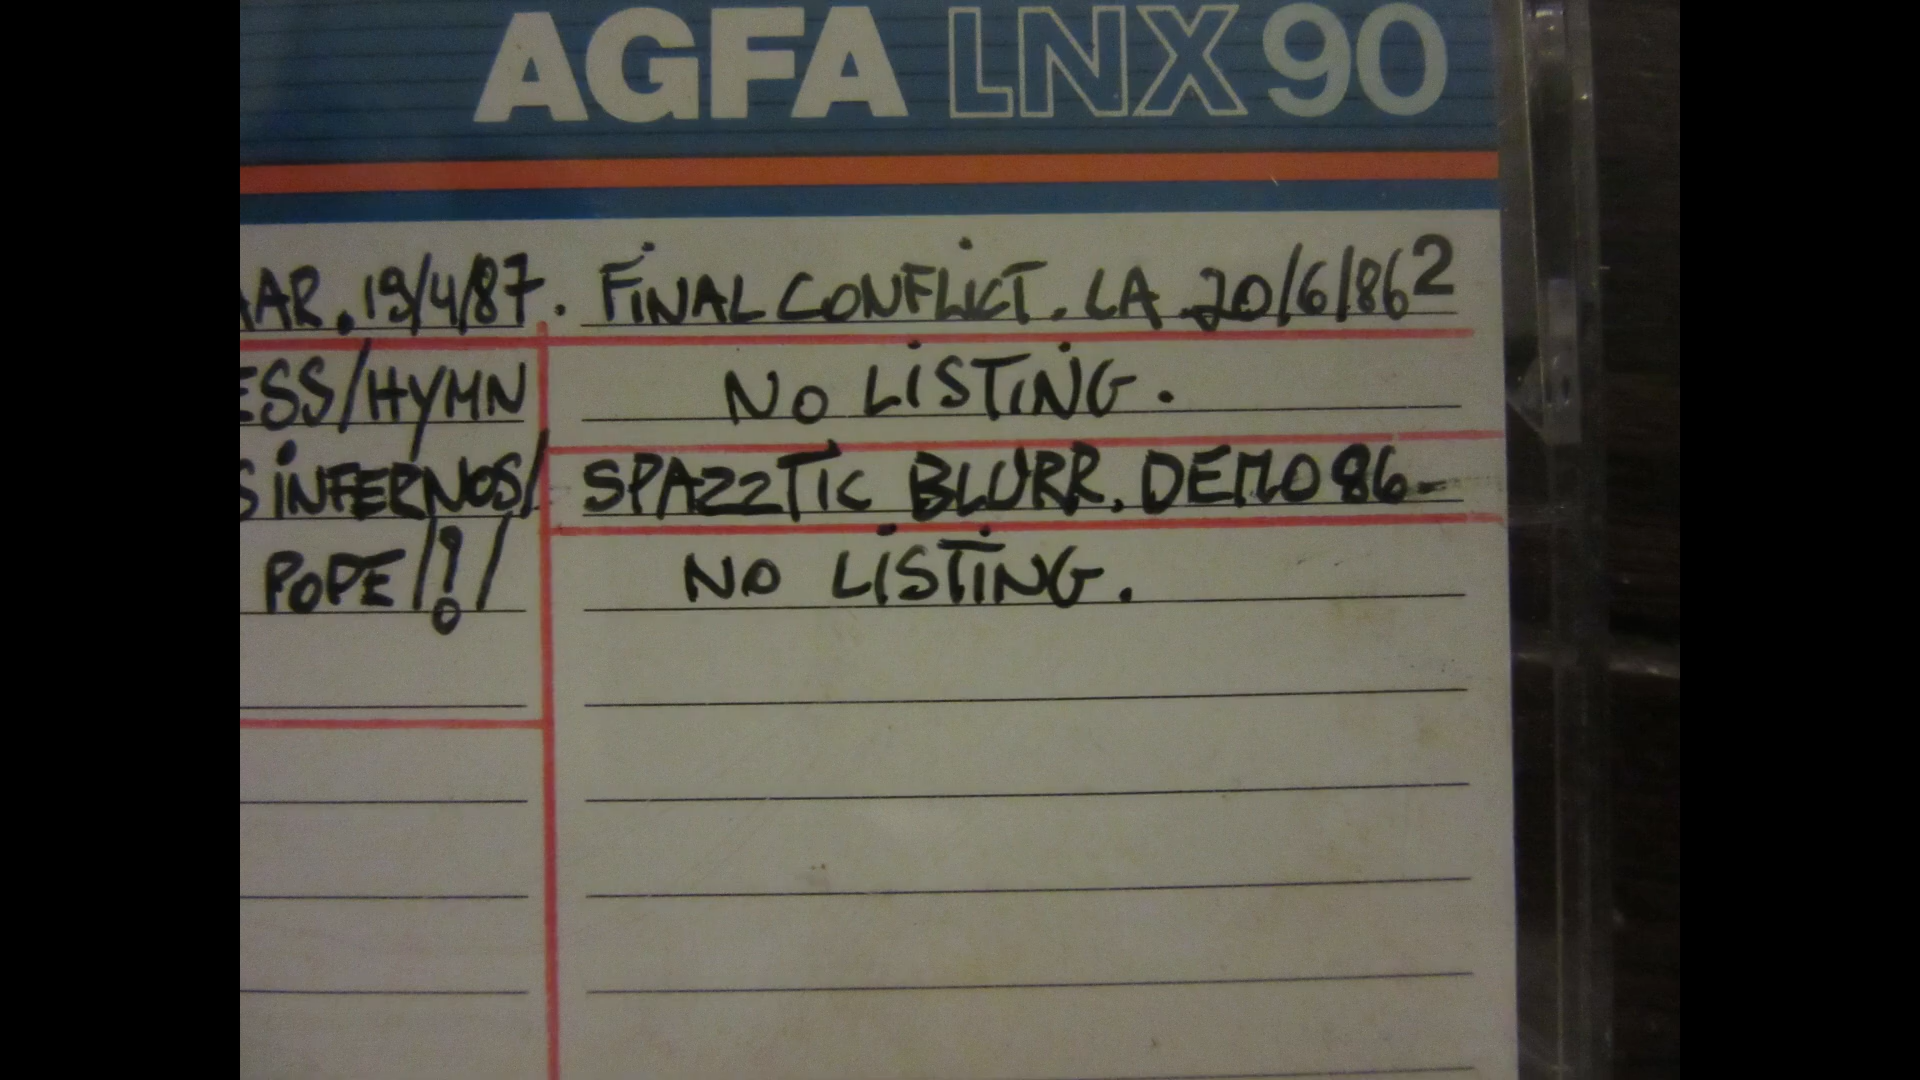 AGFA LNX 90
AAR. 19/4/87. FINAL CONFLICT. LA 20/6/86 2
ESS/HYMN NO LISTING.
S INFERNOS/ SPAZZTIC BLURR. DEMO 86-
POPE/!/ NO LISTING.